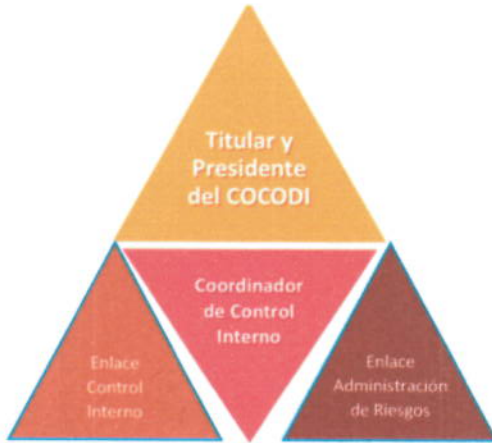 Titular y
Presidente
del COCODI
Coordinador
de Control
Interno
Enlace
Control
Interno
Enlace
Administración
de Riesgos